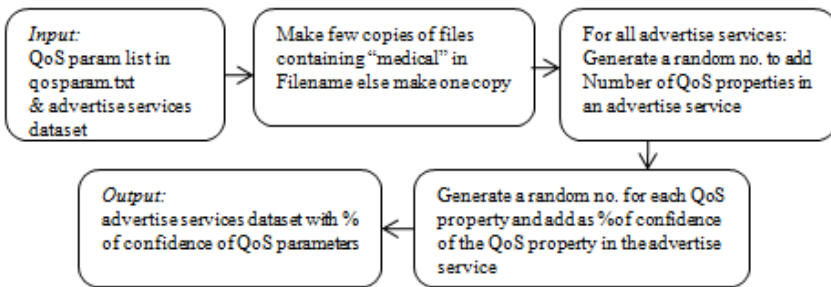 Input:
QoS param list in
qosparam.txt
& advertise services
dataset
Make few copies of files
containing “medical” in
Filename else make one copy
For all advertise services:
Generate a random no. to add
Number of QoS properties in
an advertise service
Generate a random no. for each QoS
property and add as % of confidence
of the QoS property in the advertise
service
Output:
advertise services dataset with %
of confidence of QoS parameters